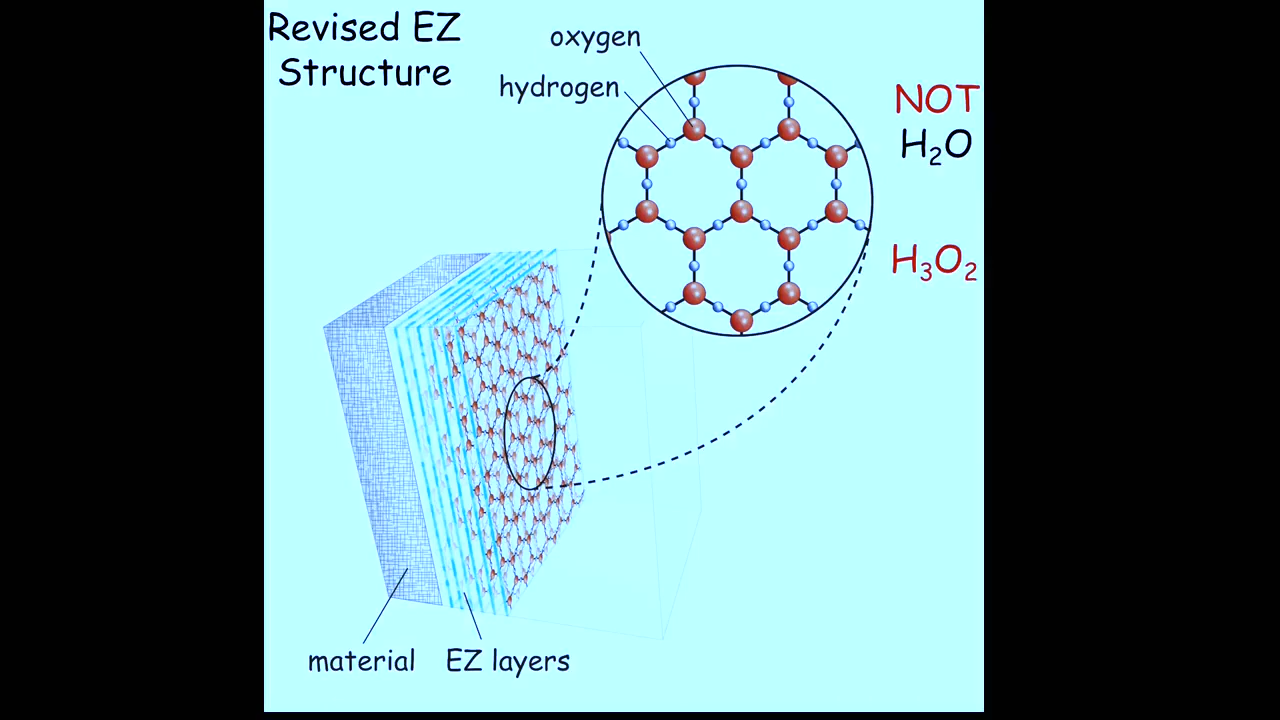 Revised EZ
Structure
oxygen
hydrogen
NOT
H₂O
H₃O₂
material
EZ layers